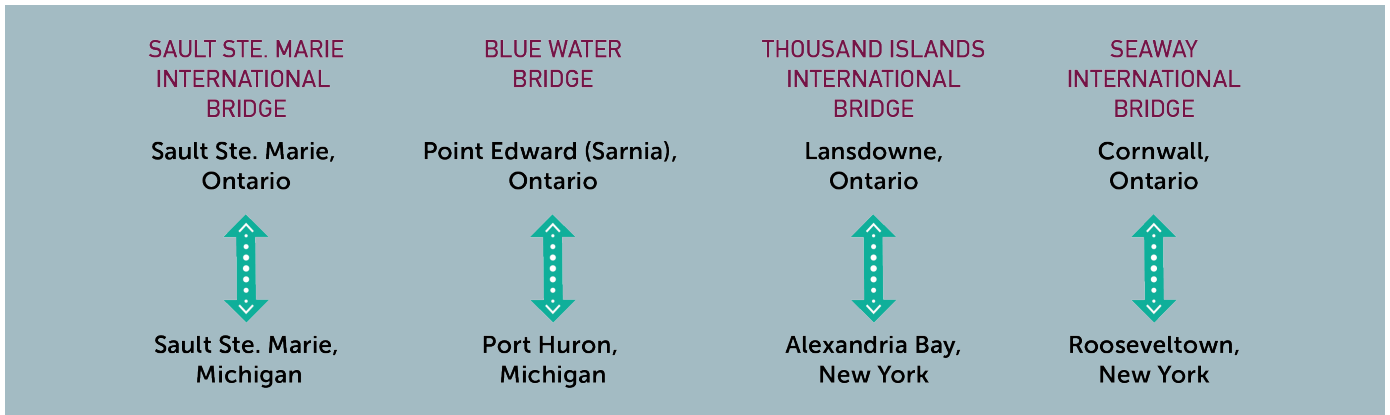 SAULT STE. MARIE
INTERNATIONAL
BRIDGE
Sault Ste. Marie,
Ontario
Sault Ste. Marie,
Michigan
BLUE WATER
BRIDGE
Point Edward (Sarnia),
Ontario
Port Huron,
Michigan
THOUSAND ISLANDS
INTERNATIONAL
BRIDGE
Lansdowne,
Ontario
Alexandria Bay,
New York
SEAWAY
INTERNATIONAL
BRIDGE
Cornwall,
Ontario
Rooseveltown,
New York